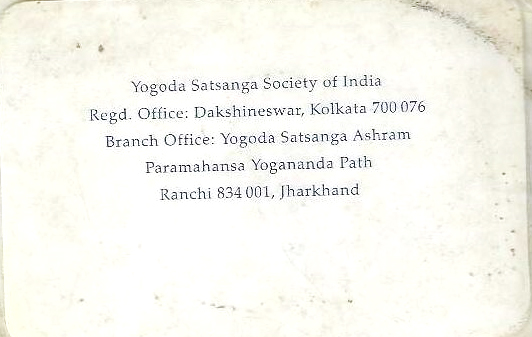 Yogoda Satsanga Society of India
Regd. Office: Dakshineswar, Kolkata 700 076
Branch Office: Yogoda Satsanga Ashram
Paramahansa Yogananda Path
Ranchi 834 001, Jharkhand